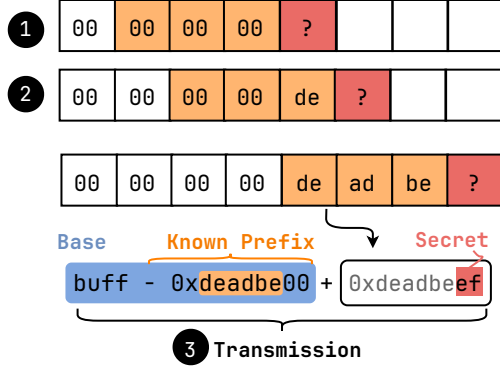 1 00 00 00 00 ?
2 00 00 00 00 de ?
00 00 00 00 de ad be ?
Base Known Prefix Secret
buff - 0xdeadbe00 + 0xdeadbeef
3 Transmission